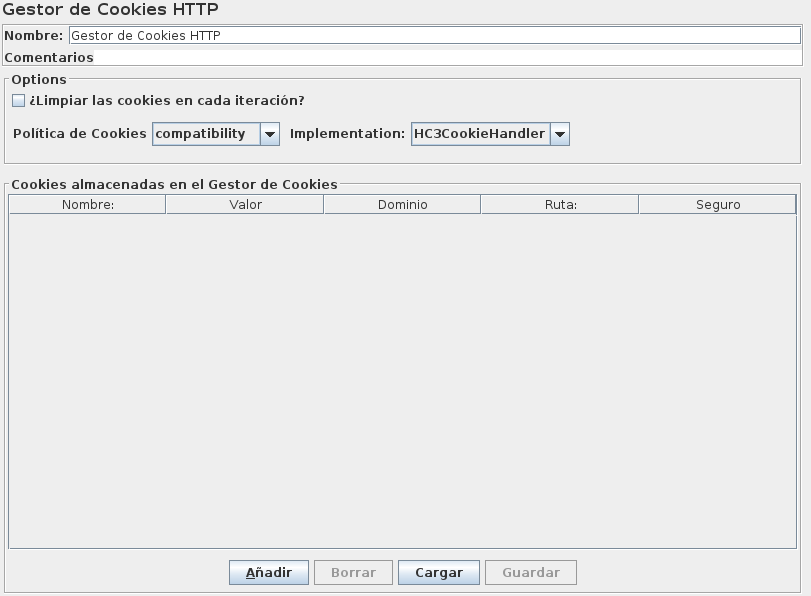 Gestor de Cookies HTTP
Nombre: Gestor de Cookies HTTP
Comentarios
Options
¿Limpiar las cookies en cada iteración?
Política de Cookies compatibility Implementation: HC3CookieHandler
Cookies almacenadas en el Gestor de Cookies
Nombre: Valor Dominio Ruta: Seguro
Añadir Borrar Cargar Guardar